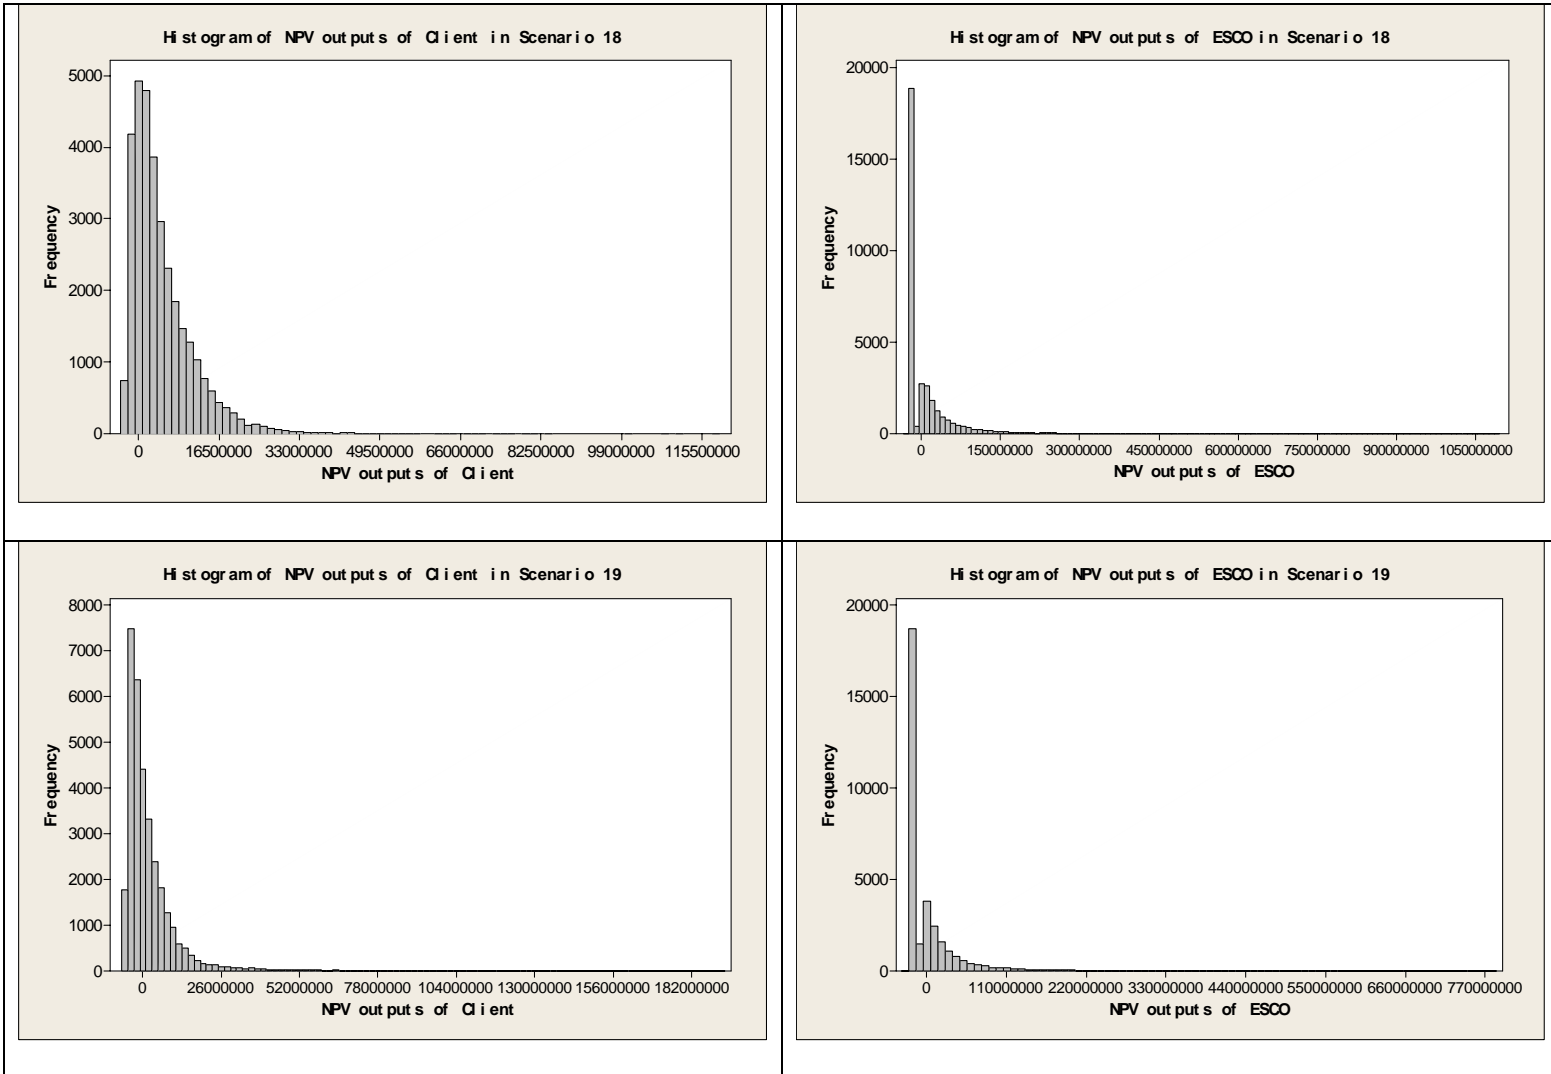 Histogram of NPV outputs of Client in Scenario 18
5000
4000
3000
2000
1000
0
Frequency
0 16500000 33000000 49500000 66000000 82500000 99000000 115500000
NPV outputs of Client
Histogram of NPV outputs of ESCO in Scenario 18
20000
15000
10000
5000
0
Frequency
0 150000000 300000000 450000000 600000000 750000000 900000000 1050000000
NPV outputs of ESCO
Histogram of NPV outputs of Client in Scenario 19
8000
7000
6000
5000
4000
3000
2000
1000
0
Frequency
0 26000000 52000000 78000000 104000000 130000000 156000000 182000000
NPV outputs of Client
Histogram of NPV outputs of ESCO in Scenario 19
20000
15000
10000
5000
0
Frequency
0 110000000 220000000 330000000 440000000 550000000 660000000 770000000
NPV outputs of ESCO